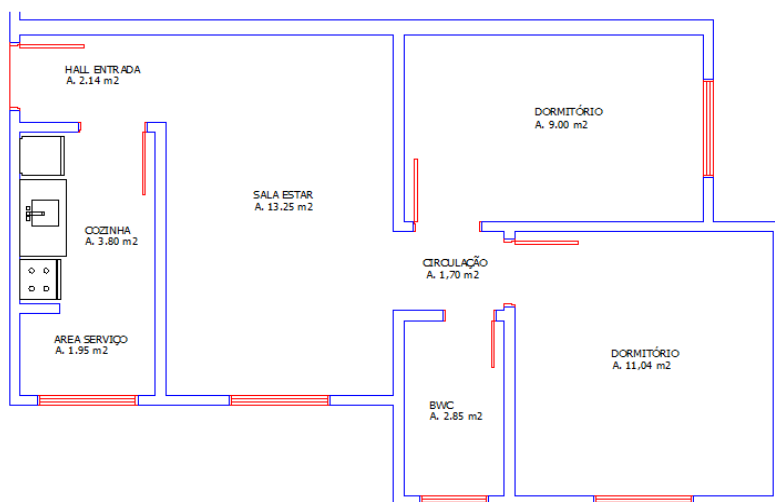 HALL ENTRADA
A. 2.14 m2
DORMITÓRIO
A. 9.00 m2
SALA ESTAR
A. 13.25 m2
COZINHA
A. 3.80 m2
CIRCULAÇÃO
A. 1,70 m2
AREA SERVIÇO
A. 1.95 m2
DORMITÓRIO
A. 11,04 m2
BWC
A. 2.85 m2